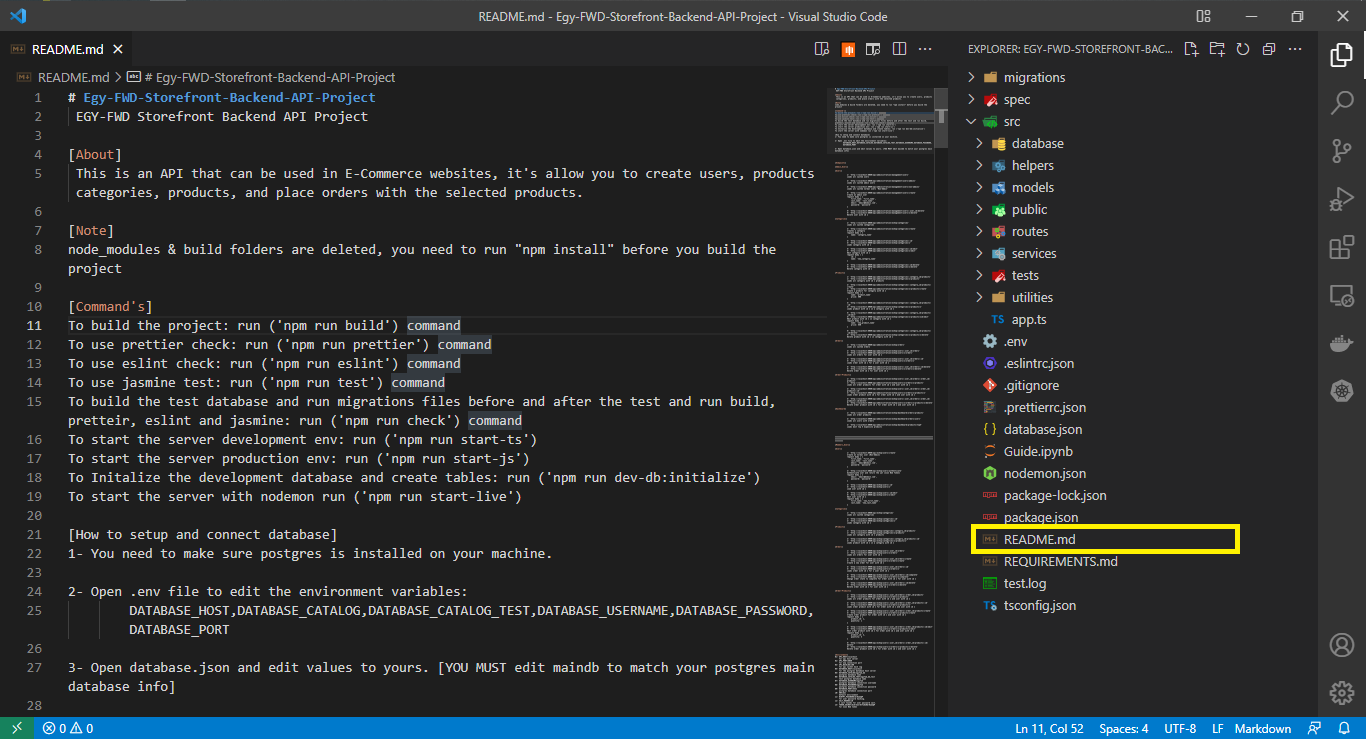 README.md - Egy-FWD-Storefront-Backend-API-Project - Visual Studio Code
README.md
README.md > # Egy-FWD-Storefront-Backend-API-Project
1 # Egy-FWD-Storefront-Backend-API-Project
2 EGY-FWD Storefront Backend API Project
3
4 [About]
5 This is an API that can be used in E-Commerce websites, it's allow you to create users, products
categories, products, and place orders with the selected products.
6
7 [Note]
8 node_modules & build folders are deleted, you need to run "npm install" before you build the
project
9
10 [Command's]
11 To build the project: run ('npm run build') command
12 To use prettier check: run ('npm run prettier') command
13 To use eslint check: run ('npm run eslint') command
14 To use jasmine test: run ('npm run test') command
15 To build the test database and run migrations files before and after the test and run build,
pretteir, eslint and jasmine: run ('npm run check') command
16 To start the server development env: run ('npm run start-ts')
17 To start the server production env: run ('npm run start-js')
18 To Initalize the development database and create tables: run ('npm run dev-db:initialize')
19 To start the server with nodemon run ('npm run start-live')
20
21 [How to setup and connect database]
22 1- You need to make sure postgres is installed on your machine.
23
24 2- Open .env file to edit the environment variables:
25 DATABASE_HOST,DATABASE_CATALOG,DATABASE_CATALOG_TEST,DATABASE_USERNAME,DATABASE_PASSWORD,
DATABASE_PORT
26
27 3- Open database.json and edit values to yours. [YOU MUST edit maindb to match your postgres main
database info]
28
EXPLORER: EGY-FWD-STOREFRONT-BAC...
migrations
spec
src
database
helpers
models
public
routes
services
tests
utilities
TS app.ts
.env
.eslintrc.json
.gitignore
.prettierrc.json
{} database.json
Guide.ipynb
nodemon.json
package-lock.json
package.json
README.md
REQUIREMENTS.md
test.log
tsconfig.json
0 0
Ln 11, Col 52 Spaces: 4 UTF-8 LF Markdown